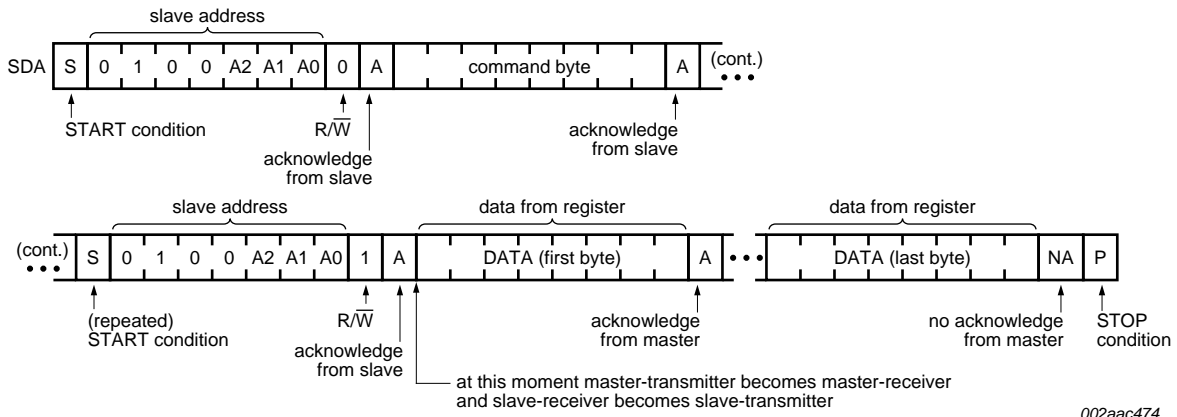 slave address
SDA S 0 1 0 0 A2 A1 A0 0 A command byte A (cont.)
START condition R/W̅ acknowledge from slave acknowledge from slave
slave address data from register data from register
(cont.) S 0 1 0 0 A2 A1 A0 1 A DATA (first byte) A DATA (last byte) NA P
(repeated) START condition R/W̅ acknowledge from slave acknowledge from master no acknowledge from master STOP condition
at this moment master-transmitter becomes master-receiver
and slave-receiver becomes slave-transmitter
002aac474